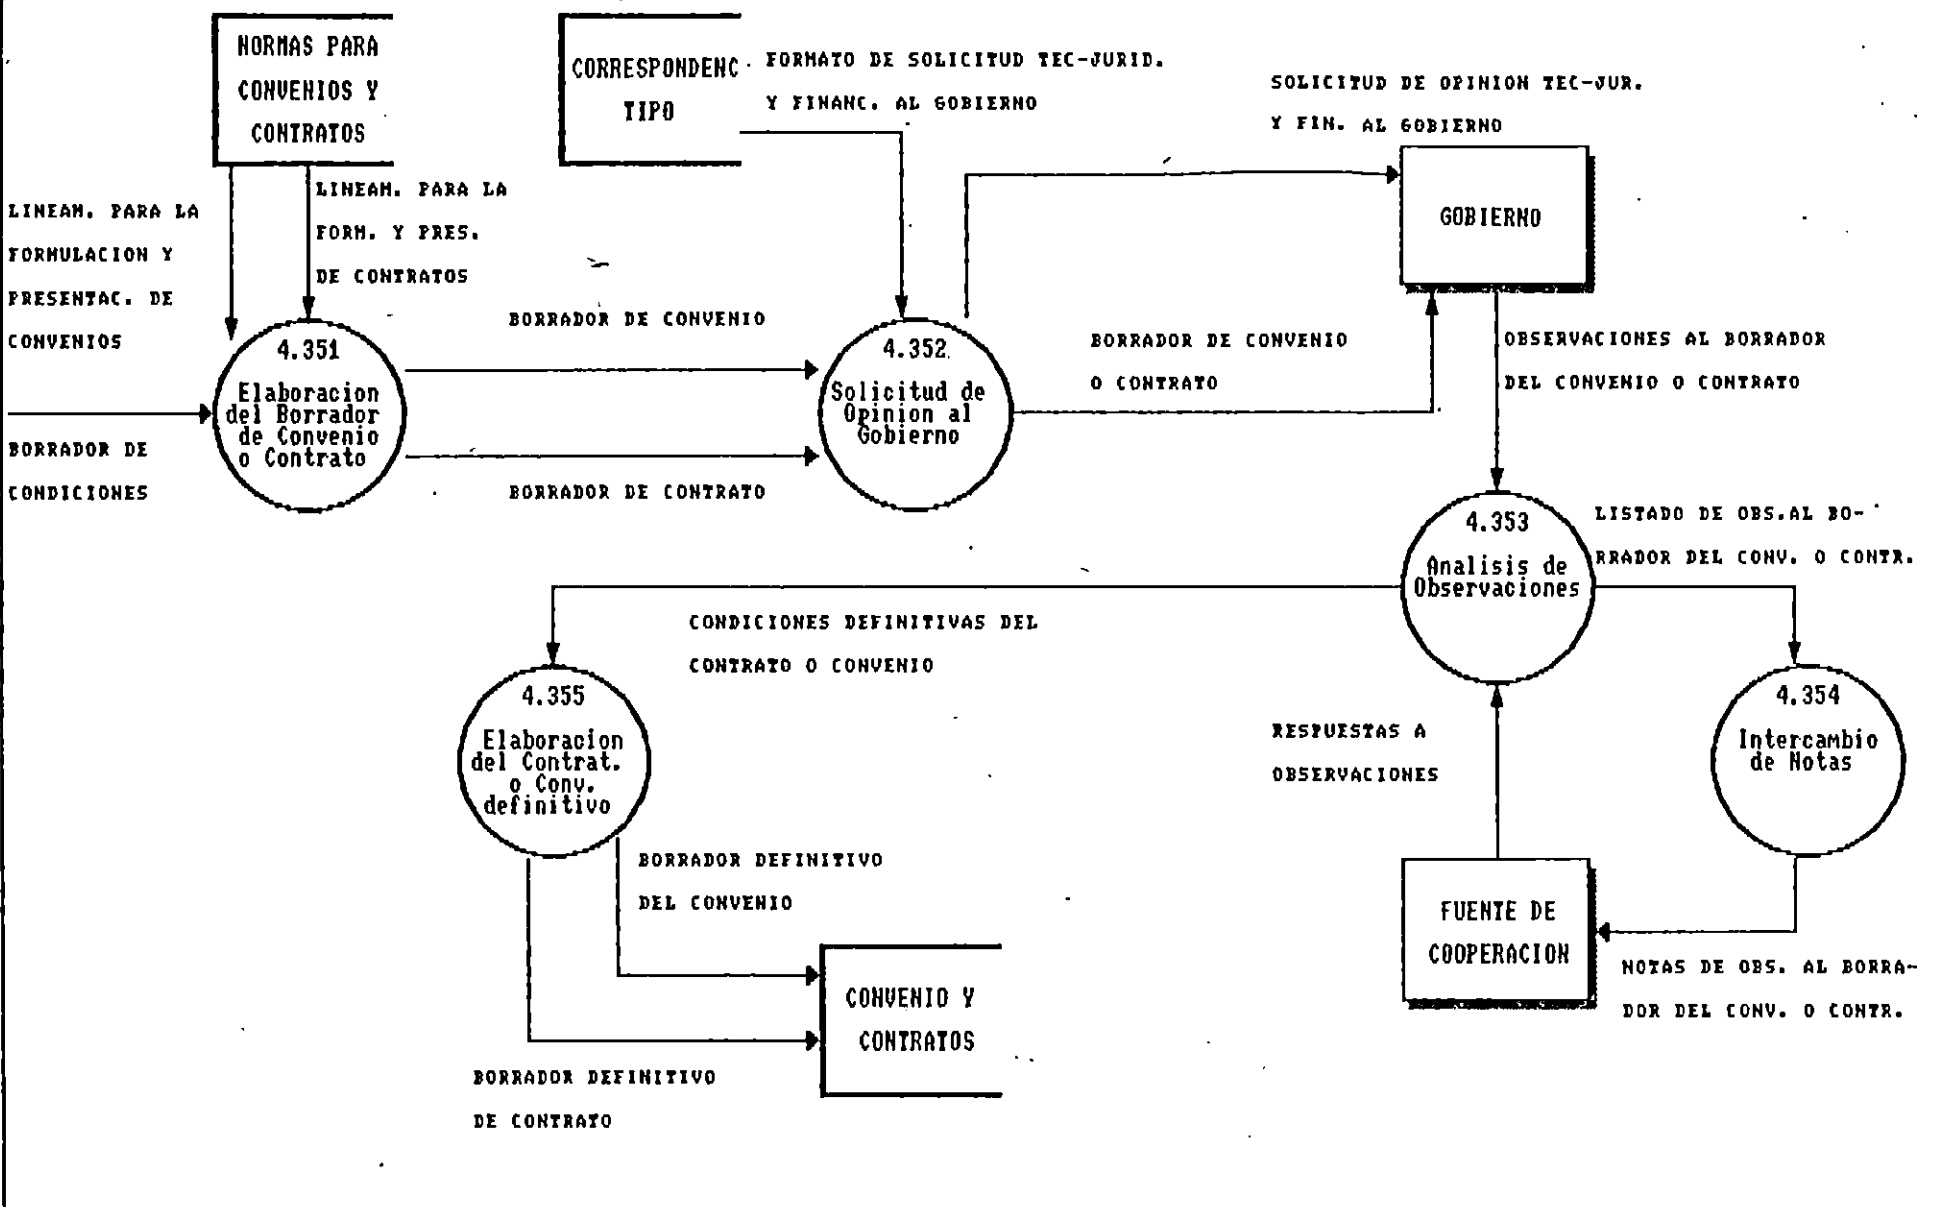 NORMAS PARA
CONVENIOS Y
CONTRATOS
CORRESPONDENC
TIPO
FORMATO DE SOLICITUD TEC-JURID.
Y FINANC. AL GOBIERNO
SOLICITUD DE OPINION TEC-JUR.
Y FIN. AL GOBIERNO
GOBIERNO
LINEAM. PARA LA
FORMULACION Y
PRESENTAC. DE
CONVENIOS
LINEAM. PARA LA
FORM. Y PRES.
DE CONTRATOS
BORRADOR DE
CONDICIONES
4.351
Elaboracion
del Borrador
de Convenio
o Contrato
BORRADOR DE CONVENIO
BORRADOR DE CONTRATO
4.352
Solicitud de
Opinion al
Gobierno
BORRADOR DE CONVENIO
O CONTRATO
OBSERVACIONES AL BORRADOR
DEL CONVENIO O CONTRATO
4.353
Analisis de
Observaciones
LISTADO DE OBS.AL BO-
RRADOR DEL CONV. O CONTR.
CONDICIONES DEFINITIVAS DEL
CONTRATO O CONVENIO
4.355
Elaboracion
del Contrat.
o Conv.
definitivo
4.354
Intercambio
de Notas
RESPUESTAS A
OBSERVACIONES
BORRADOR DEFINITIVO
DEL CONVENIO
FUENTE DE
COOPERACION
NOTAS DE OBS. AL BORRA-
DOR DEL CONV. O CONTR.
CONVENIO Y
CONTRATOS
BORRADOR DEFINITIVO
DE CONTRATO